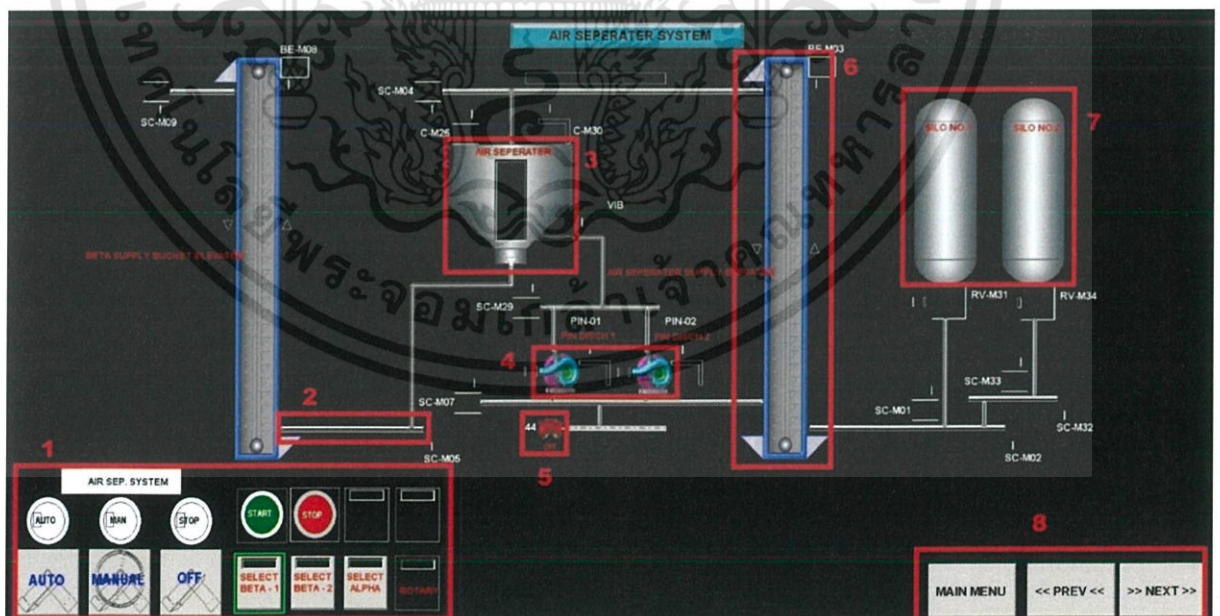 AIR SEPERATER SYSTEM
BE-M08
BE-M03
6
SC-M04
SC-M09
C-M26
C-M30
SILO NO.1
SILO NO.2
7
AIR SEPERATER
3
VIB
BETA SUPPLY BUCKET ELEVATOR
AIR SEPERATER SUPPLY ELEVATOR
SC-M29
RV-M31
RV-M34
PIN-01
PIN-02
PIN DISCH 1
PIN DISCH 2
4
SC-M33
SC-M07
SC-M01
2
44
OFF
SC-M32
SC-M05
SC-M02
1
5
AIR SEP. SYSTEM
8
AUTO
MAN
STOP
START
STOP
AUTO
MANUAL
OFF
SELECT BETA - 1
SELECT BETA - 2
SELECT ALPHA
ROTARY
MAIN MENU
<< PREV <<
>> NEXT >>